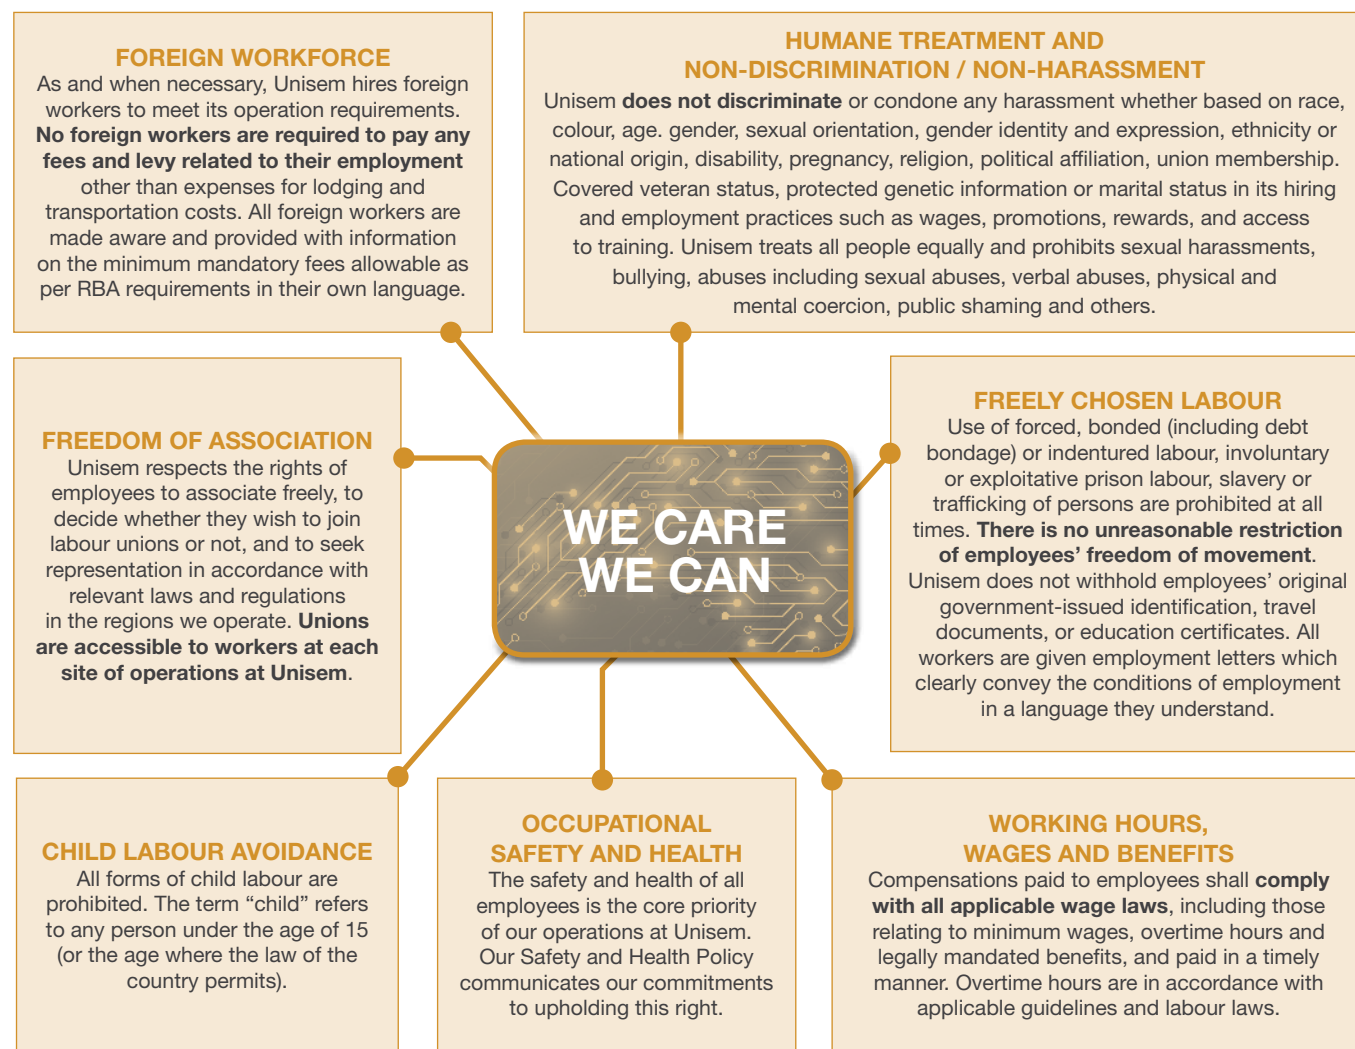 FOREIGN WORKFORCE
As and when necessary, Unisem hires foreign
workers to meet its operation requirements.
No foreign workers are required to pay any
fees and levy related to their employment
other than expenses for lodging and
transportation costs. All foreign workers are
made aware and provided with information
on the minimum mandatory fees allowable as
per RBA requirements in their own language.
HUMANE TREATMENT AND
NON-DISCRIMINATION / NON-HARASSMENT
Unisem does not discriminate or condone any harassment whether based on race,
colour, age. gender, sexual orientation, gender identity and expression, ethnicity or
national origin, disability, pregnancy, religion, political affiliation, union membership.
Covered veteran status, protected genetic information or marital status in its hiring
and employment practices such as wages, promotions, rewards, and access
to training. Unisem treats all people equally and prohibits sexual harassments,
bullying, abuses including sexual abuses, verbal abuses, physical and
mental coercion, public shaming and others.
FREEDOM OF ASSOCIATION
Unisem respects the rights of
employees to associate freely, to
decide whether they wish to join
labour unions or not, and to seek
representation in accordance with
relevant laws and regulations
in the regions we operate. Unions
are accessible to workers at each
site of operations at Unisem.
WE CARE
WE CAN
FREELY CHOSEN LABOUR
Use of forced, bonded (including debt
bondage) or indentured labour, involuntary
or exploitative prison labour, slavery or
trafficking of persons are prohibited at all
times. There is no unreasonable restriction
of employees' freedom of movement.
Unisem does not withhold employees' original
government-issued identification, travel
documents, or education certificates. All
workers are given employment letters which
clearly convey the conditions of employment
in a language they understand.
CHILD LABOUR AVOIDANCE
All forms of child labour are
prohibited. The term “child” refers
to any person under the age of 15
(or the age where the law of the
country permits).
OCCUPATIONAL
SAFETY AND HEALTH
The safety and health of all
employees is the core priority
of our operations at Unisem.
Our Safety and Health Policy
communicates our commitments
to upholding this right.
WORKING HOURS,
WAGES AND BENEFITS
Compensations paid to employees shall comply
with all applicable wage laws, including those
relating to minimum wages, overtime hours and
legally mandated benefits, and paid in a timely
manner. Overtime hours are in accordance with
applicable guidelines and labour laws.